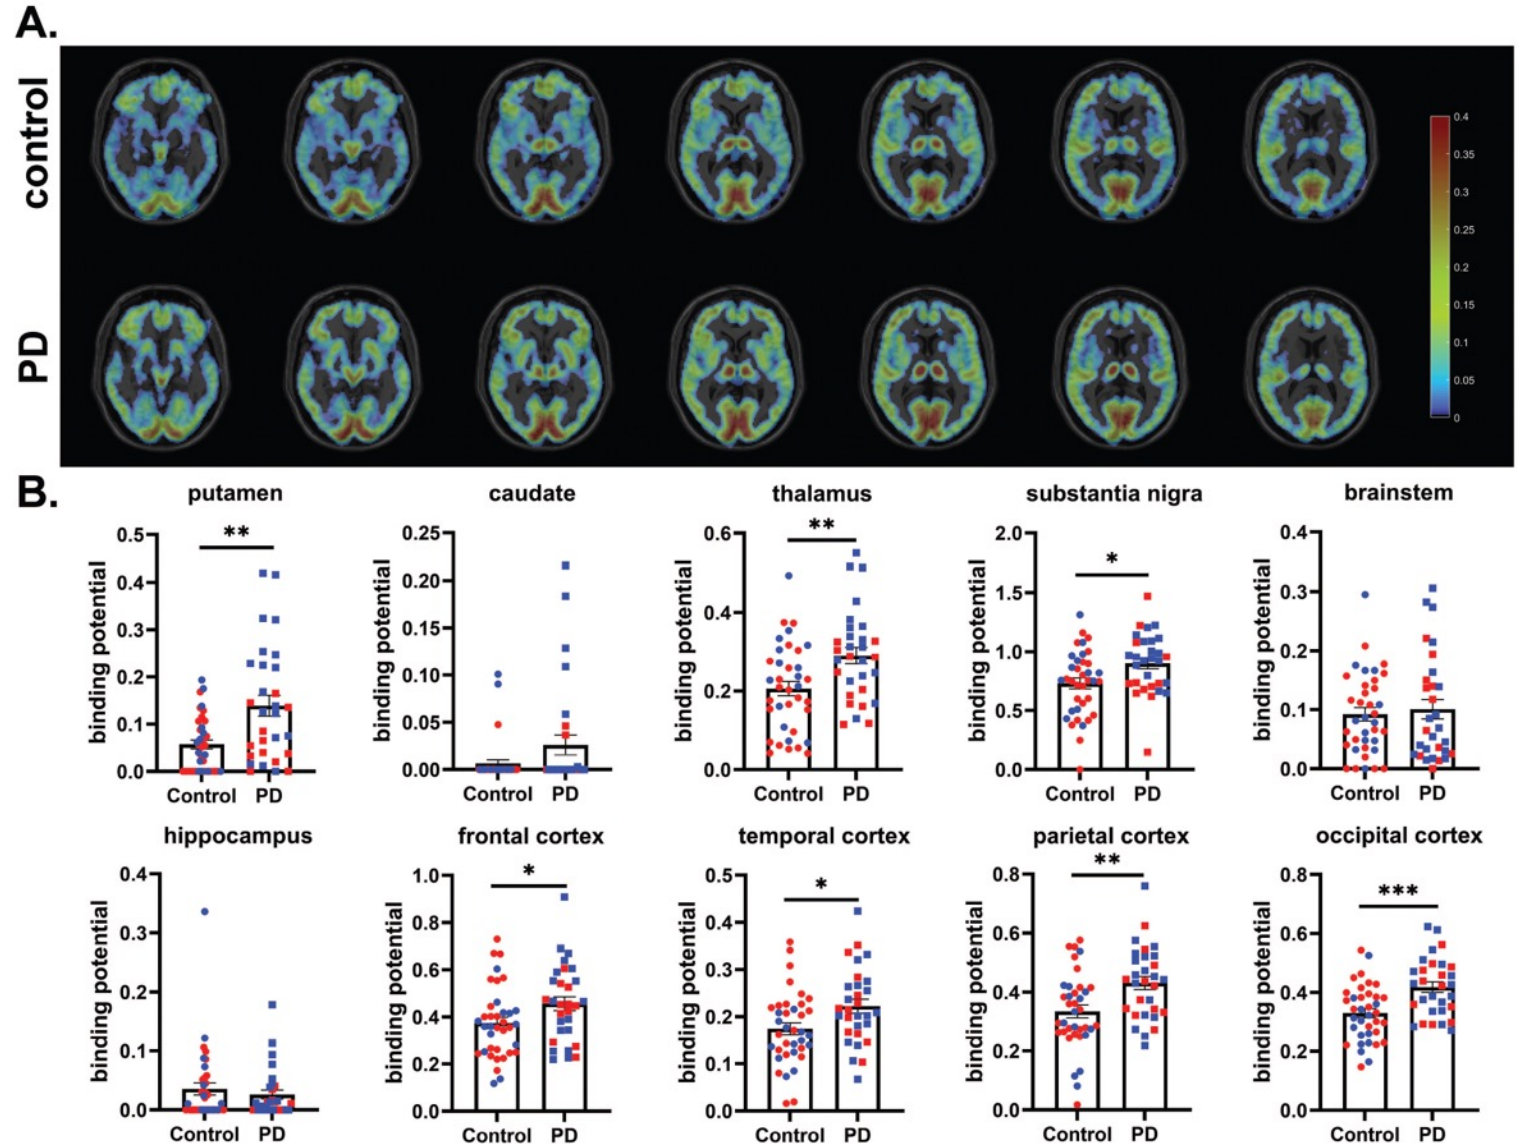 A.
control
PD
0.4
0.35
0.3
0.25
0.2
0.15
0.1
0.05
0
B.
putamen
binding potential
0.5
0.4
0.3
0.2
0.1
0.0
**
Control PD
caudate
binding potential
0.25
0.20
0.15
0.10
0.05
0.00
Control PD
thalamus
binding potential
0.6
0.4
0.2
0.0
**
Control PD
substantia nigra
binding potential
2.0
1.5
1.0
0.5
0.0
*
Control PD
brainstem
binding potential
0.4
0.3
0.2
0.1
0.0
Control PD
hippocampus
binding potential
0.4
0.3
0.2
0.1
0.0
Control PD
frontal cortex
binding potential
1.0
0.8
0.6
0.4
0.2
0.0
*
Control PD
temporal cortex
binding potential
0.5
0.4
0.3
0.2
0.1
0.0
*
Control PD
parietal cortex
binding potential
0.8
0.6
0.4
0.2
0.0
**
Control PD
occipital cortex
binding potential
0.8
0.6
0.4
0.2
0.0
***
Control PD